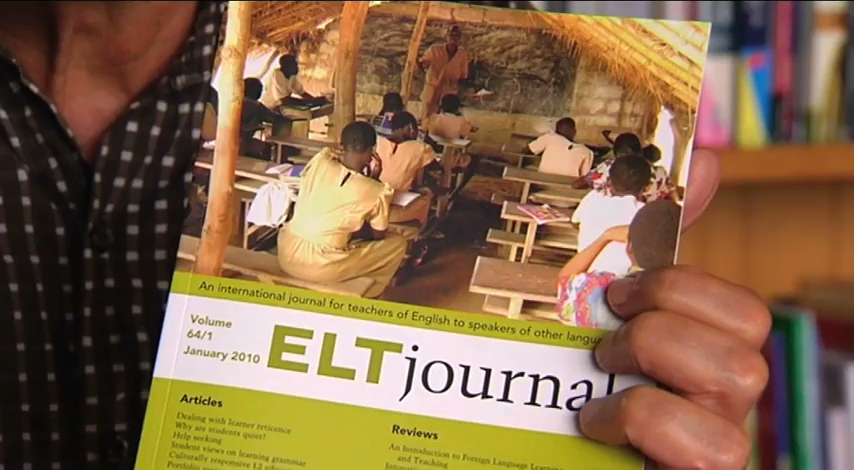 An international journal for teachers of English to speakers of other langu
Volume
64/1
January 2010
ELT journal
Articles
Dealing with learner reticence
Why are students quiet?
Help seeking
Student views on learning grammar
Culturally responsive
Portfolio
Reviews
An Introduction to Foreign Language Learn
and Teaching